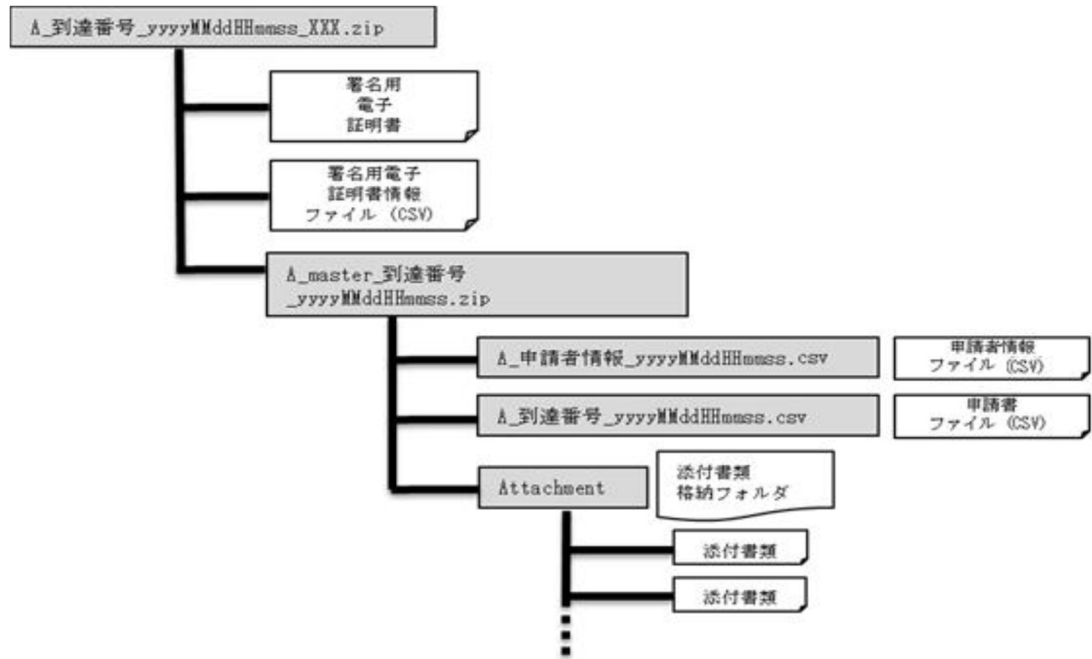 A_到達番号_yyyyMMddHHmmss_XXX.zip
署名用
電子
証明書
署名用電子
証明書情報
ファイル (CSV)
A_master_到達番号
_yyyyMMddHHmmss.zip
A_申請者情報_yyyyMMddHHmmss.csv
申請者情報
ファイル (CSV)
A_到達番号_yyyyMMddHHmmss.csv
申請書
ファイル (CSV)
Attachment
添付書類
格納フォルダ
添付書類
添付書類